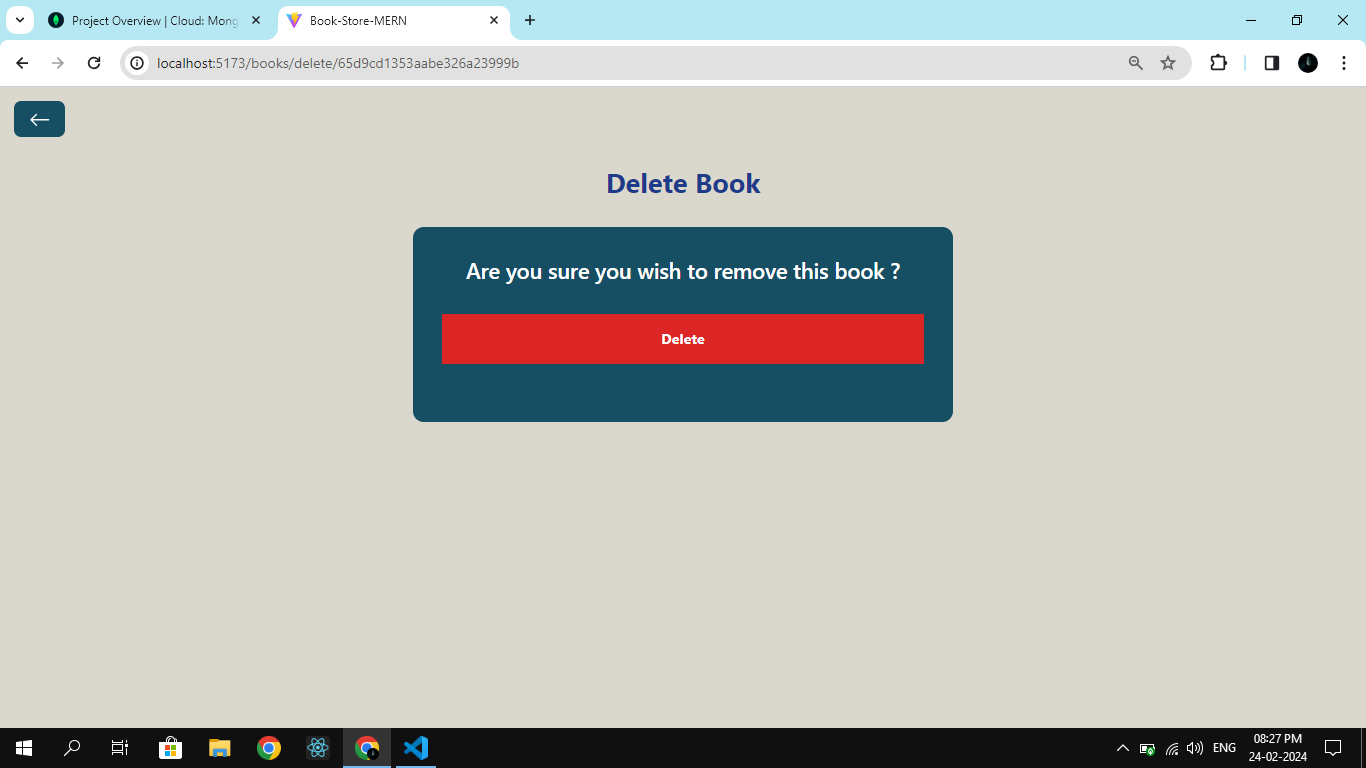 Project Overview | Cloud: Mong
Book-Store-MERN
localhost:5173/books/delete/65d9cd1353aabe326a23999b
Delete Book
Are you sure you wish to remove this book ?
Delete
ENG
08:27 PM
24-02-2024